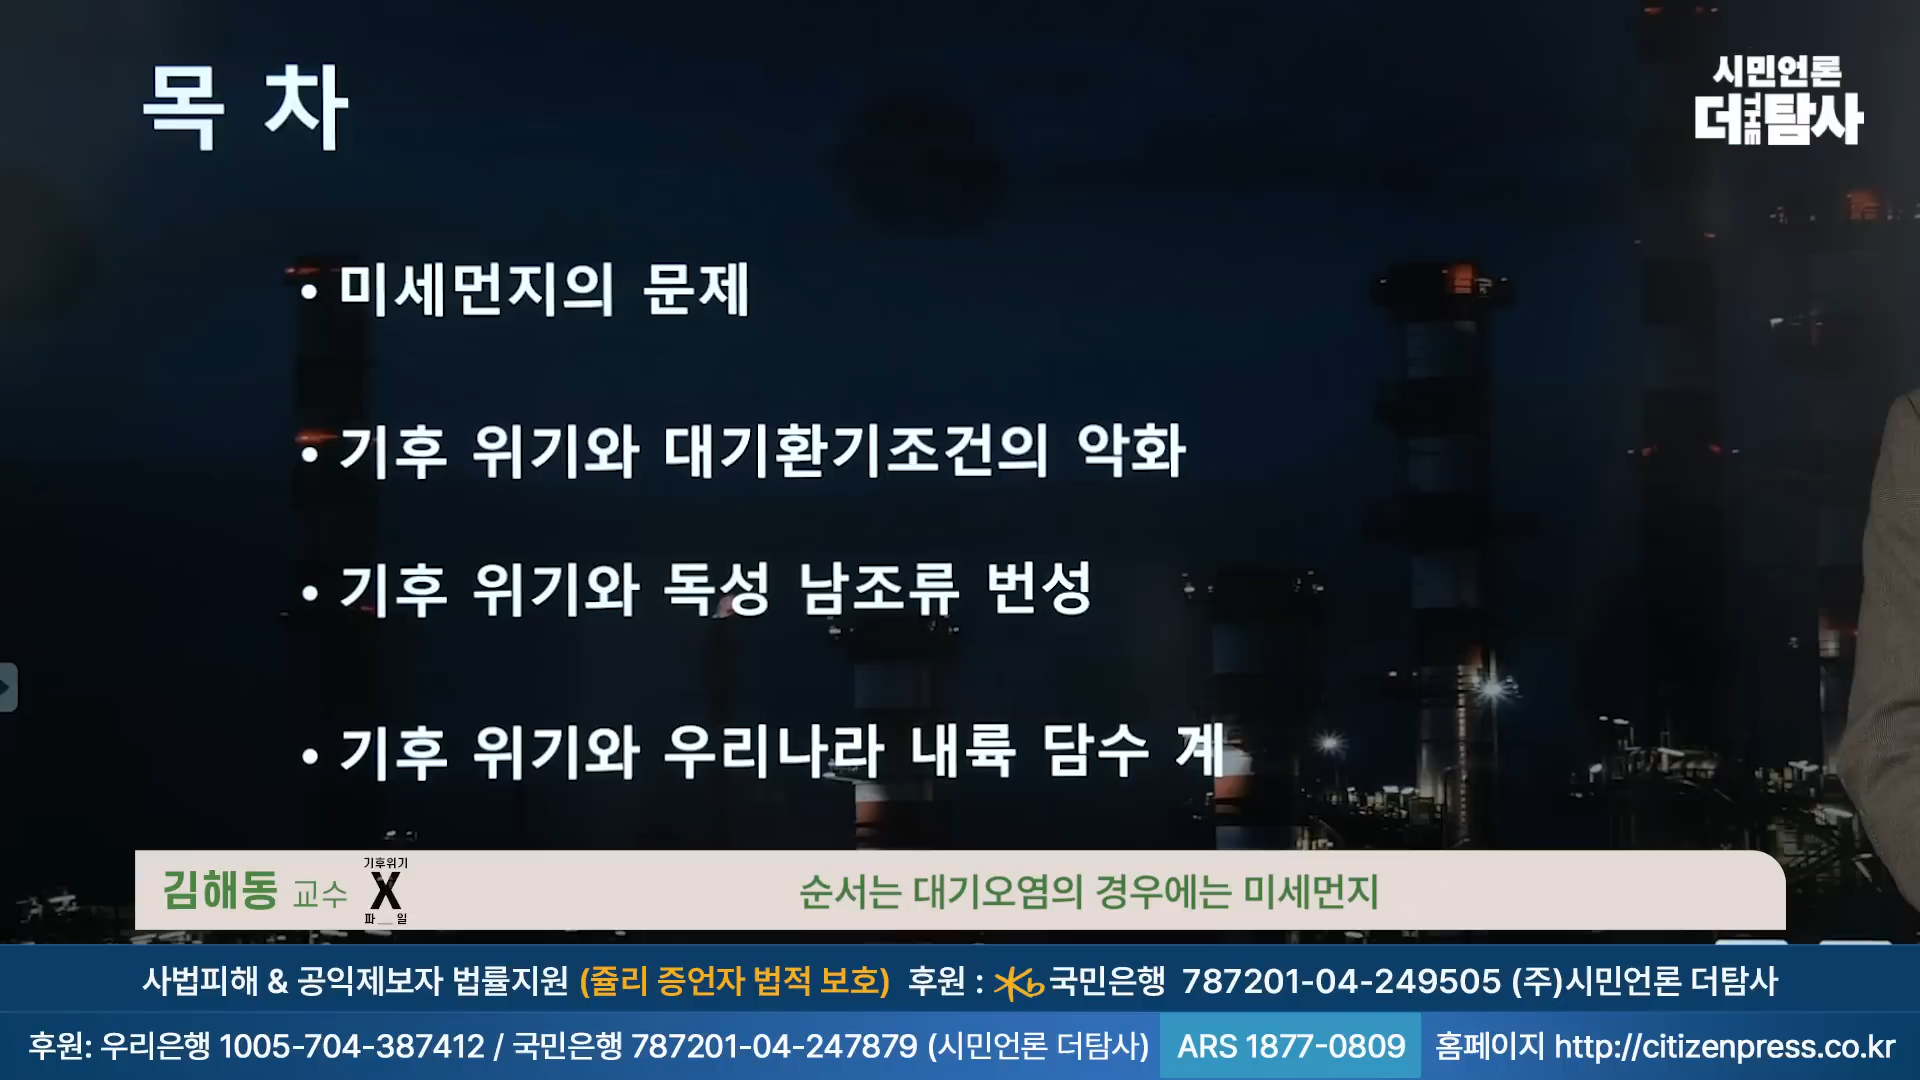 목 차
시민언론
더탐사
• 미세먼지의 문제
• 기후 위기와 대기환기조건의 악화
• 기후 위기와 독성 남조류 번성
• 기후 위기와 우리나라 내륙 담수 계
김해동 교수
기후위기
X
파__일
순서는 대기오염의 경우에는 미세먼지
사법피해 & 공익제보자 법률지원 (쥴리 증언자 법적 보호) 후원 : 국민은행 787201-04-249505 (주)시민언론 더탐사
후원: 우리은행 1005-704-387412 / 국민은행 787201-04-247879 (시민언론 더탐사) ARS 1877-0809 홈페이지 http://citizenpress.co.kr